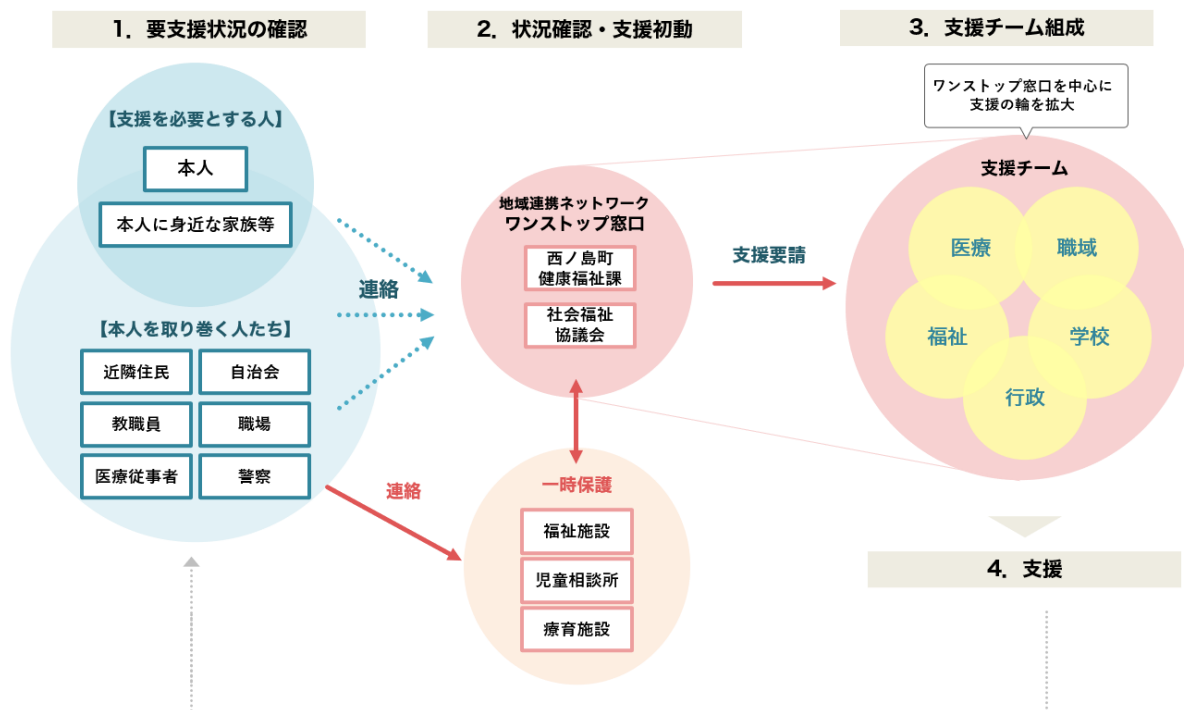 1. 要支援状況の確認
2. 状況確認・支援初動
3. 支援チーム組成
ワンストップ窓口を中心に
支援の輪を拡大
【支援を必要とする人】
本人
本人に身近な家族等
【本人を取り巻く人たち】
近隣住民
自治会
教職員
職場
医療従事者
警察
連絡
連絡
地域連携ネットワーク
ワンストップ窓口
西ノ島町
健康福祉課
社会福祉
協議会
一時保護
福祉施設
児童相談所
療育施設
支援要請
支援チーム
医療
職域
福祉
学校
行政
4. 支援